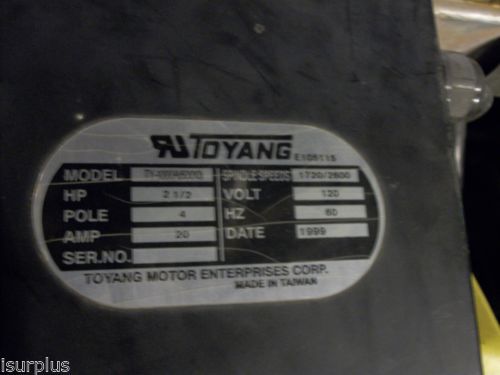 TOYANG E105115
MODEL SPINDLE SPEEDS 1720/2600
HP 2 1/2 VOLT 120
POLE 4 HZ 60
AMP 20 DATE 1999
SER.NO.
TOYANG MOTOR ENTERPRISES CORP.
MADE IN TAIWAN
isurplus